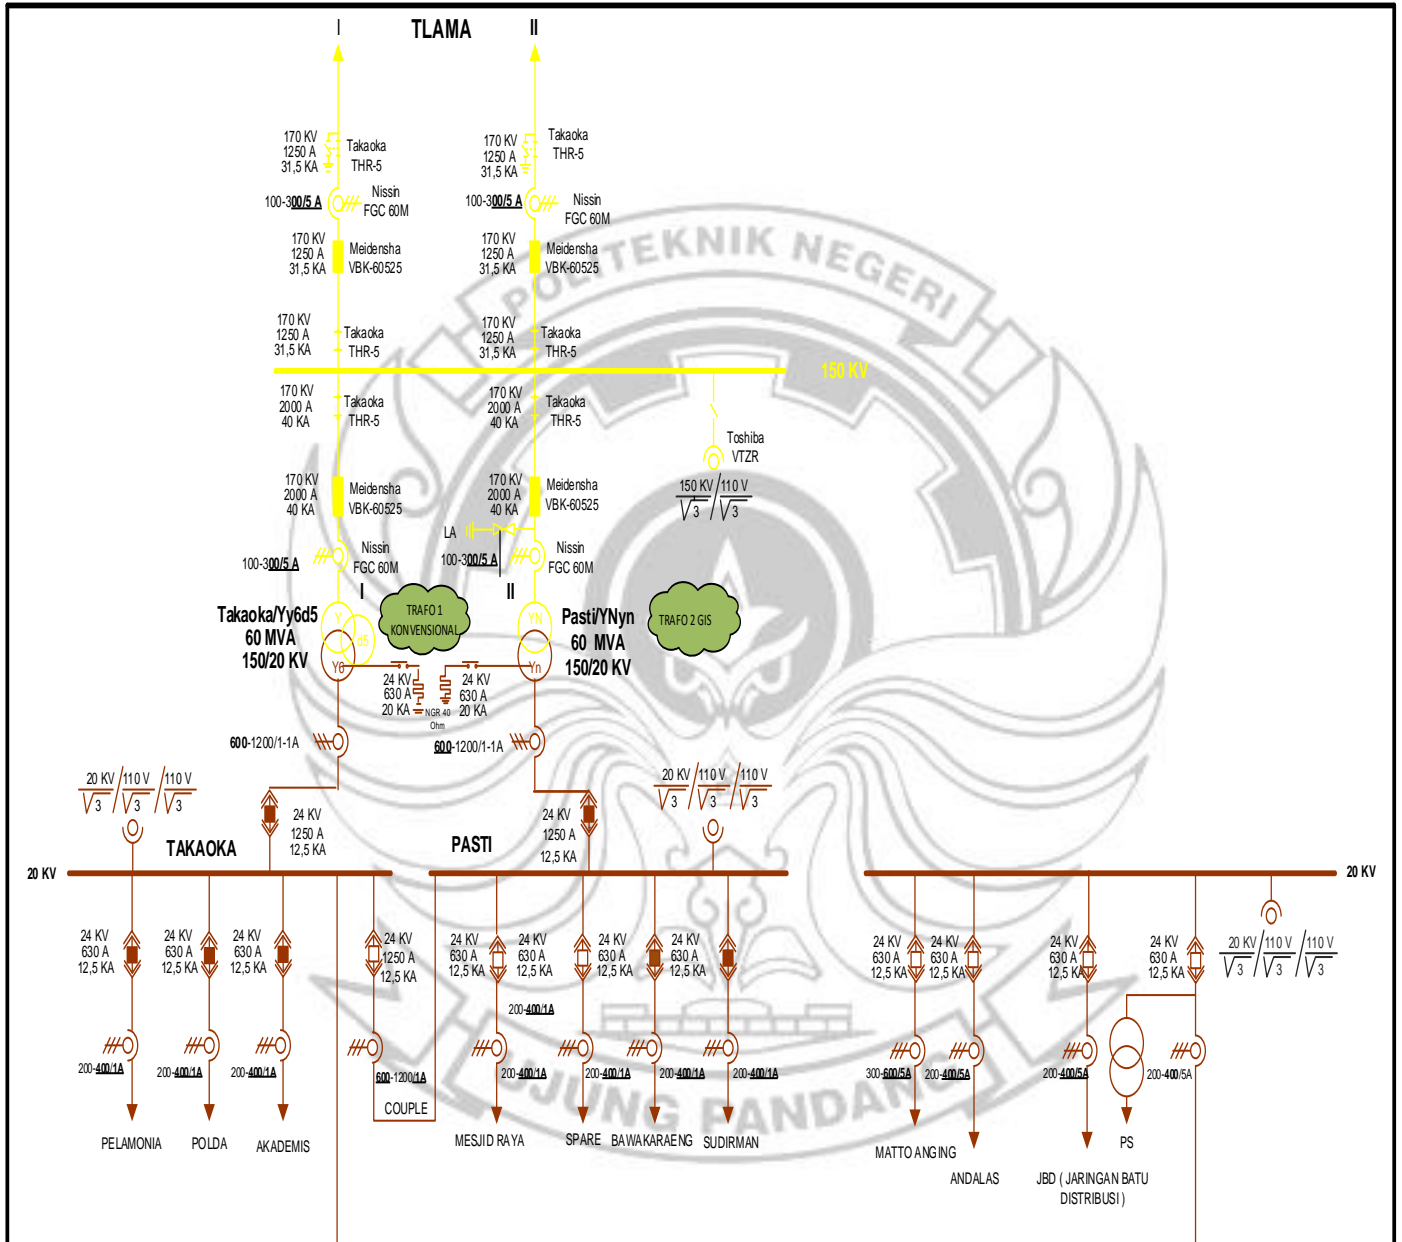 I TLAMA II
170 KV
1250 A
31,5 KA
Takaoka
THR-5
170 KV
1250 A
31,5 KA
Takaoka
THR-5
100-300/5 A
Nissin
FGC 60M
100-300/5 A
Nissin
FGC 60M
170 KV
1250 A
31,5 KA
Meidensha
VBK-60525
170 KV
1250 A
31,5 KA
Meidensha
VBK-60525
170 KV
1250 A
31,5 KA
Takaoka
THR-5
170 KV
1250 A
31,5 KA
Takaoka
THR-5
150 KV
170 KV
2000 A
40 KA
Takaoka
THR-5
170 KV
2000 A
40 KA
Takaoka
THR-5
Toshiba
VTZR
150 KV/√3 / 110 V/√3
170 KV
2000 A
40 KA
Meidensha
VBK-60525
170 KV
2000 A
40 KA
Meidensha
VBK-60525
LA
100-300/5 A
Nissin
FGC 60M
100-300/5 A
Nissin
FGC 60M
I
II
Takaoka/Yy6d5
60 MVA
150/20 KV
Y
d5
Y6
TRAFO 1
KONVENSIONAL
YN
Yn
Pasti/YNyn
60 MVA
150/20 KV
TRAFO 2 GIS
24 KV
630 A
20 KA
NGR 40
Ohm
24 KV
630 A
20 KA
600-1200/1-1A
600-1200/1-1A
20 KV/√3 / 110 V/√3 / 110 V/√3
24 KV
1250 A
12,5 KA
24 KV
1250 A
12,5 KA
20 KV/√3 / 110 V/√3 / 110 V/√3
TAKAOKA
PASTI
20 KV
20 KV
24 KV
630 A
12,5 KA
24 KV
630 A
12,5 KA
24 KV
630 A
12,5 KA
24 KV
1250 A
12,5 KA
24 KV
630 A
12,5 KA
24 KV
630 A
12,5 KA
24 KV
630 A
12,5 KA
24 KV
630 A
12,5 KA
24 KV
630 A
12,5 KA
24 KV
630 A
12,5 KA
24 KV
630 A
12,5 KA
24 KV
630 A
12,5 KA
20 KV/√3 / 110 V/√3 / 110 V/√3
200-400/1A
200-400/1A
200-400/1A
200-400/1A
600-1200/1A
200-400/1A
200-400/1A
200-400/1A
200-400/1A
300-600/5A
200-400/5A
200-400/5A
200-400/5A
COUPLE
PELAMONIA
POLDA
AKADEMIS
MESJID RAYA
SPARE
BAWAKARAENG
SUDIRMAN
MATTO ANGING
ANDALAS
JBD ( JARINGAN BATU
DISTRIBUSI )
PS
POLITEKNIK NEGERI
UJUNG PANDANG